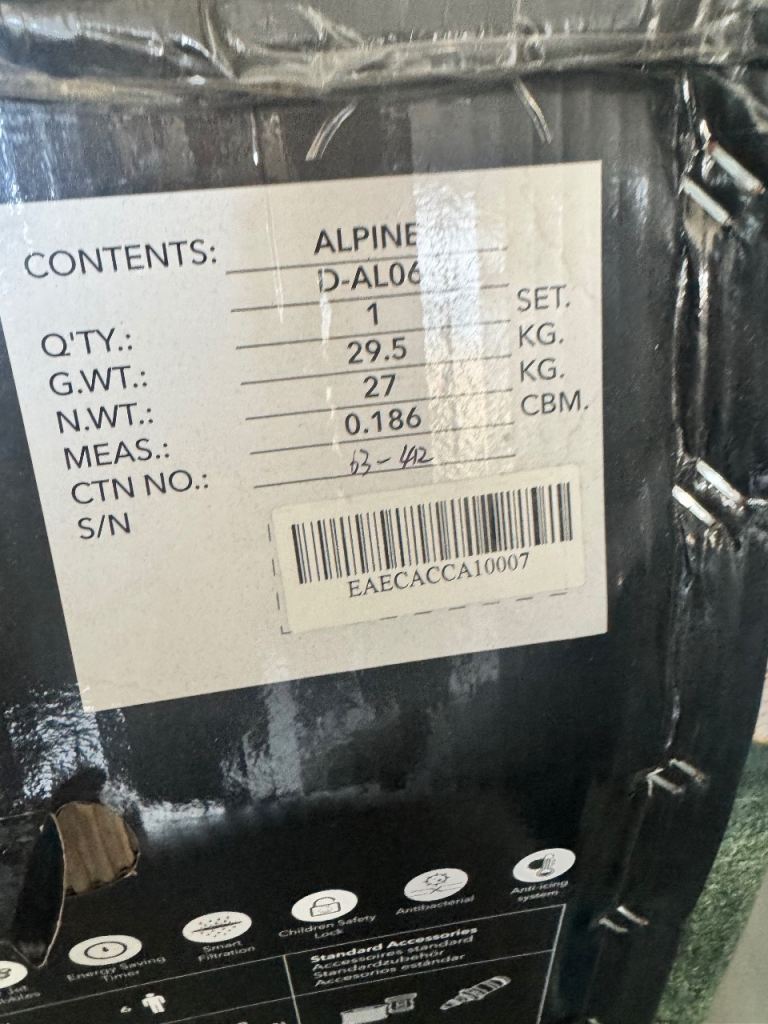 CONTENTS: ALPINE
D-AL06
Q'TY.: 1 SET.
G.WT.: 29.5 KG.
N.WT.: 27 KG.
MEAS.: 0.186 CBM.
CTN NO.: 63-412
S/N
EAECACCA10007
Energy Saving
Timer
Smart
Filtration
Children Safety
Lock
Antibacterial
Anti-icing
system
Jet
6
Standard Accessories
Accessoires standard
Standardzubehör
Accesorios estándar